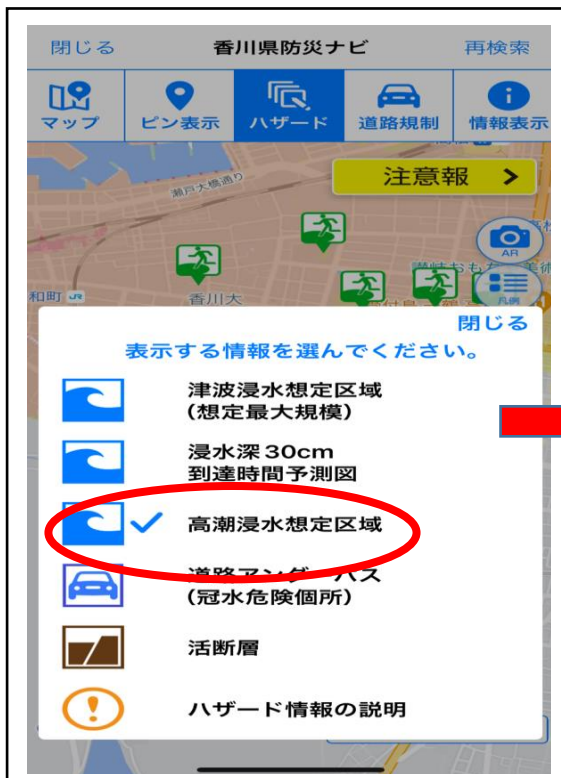 閉じる
香川県防災ナビ
再検索
マップ
ピン表示
ハザード
道路規制
情報表示
瀬戸大橋通り
注意報 >
AR
和町 JR
香川大
凡例
閉じる
表示する情報を選んでください。
津波浸水想定区域
(想定最大規模)
浸水深30cm
到達時間予測図
高潮浸水想定区域
道路アンダーパス
(冠水危険個所)
活断層
ハザード情報の説明